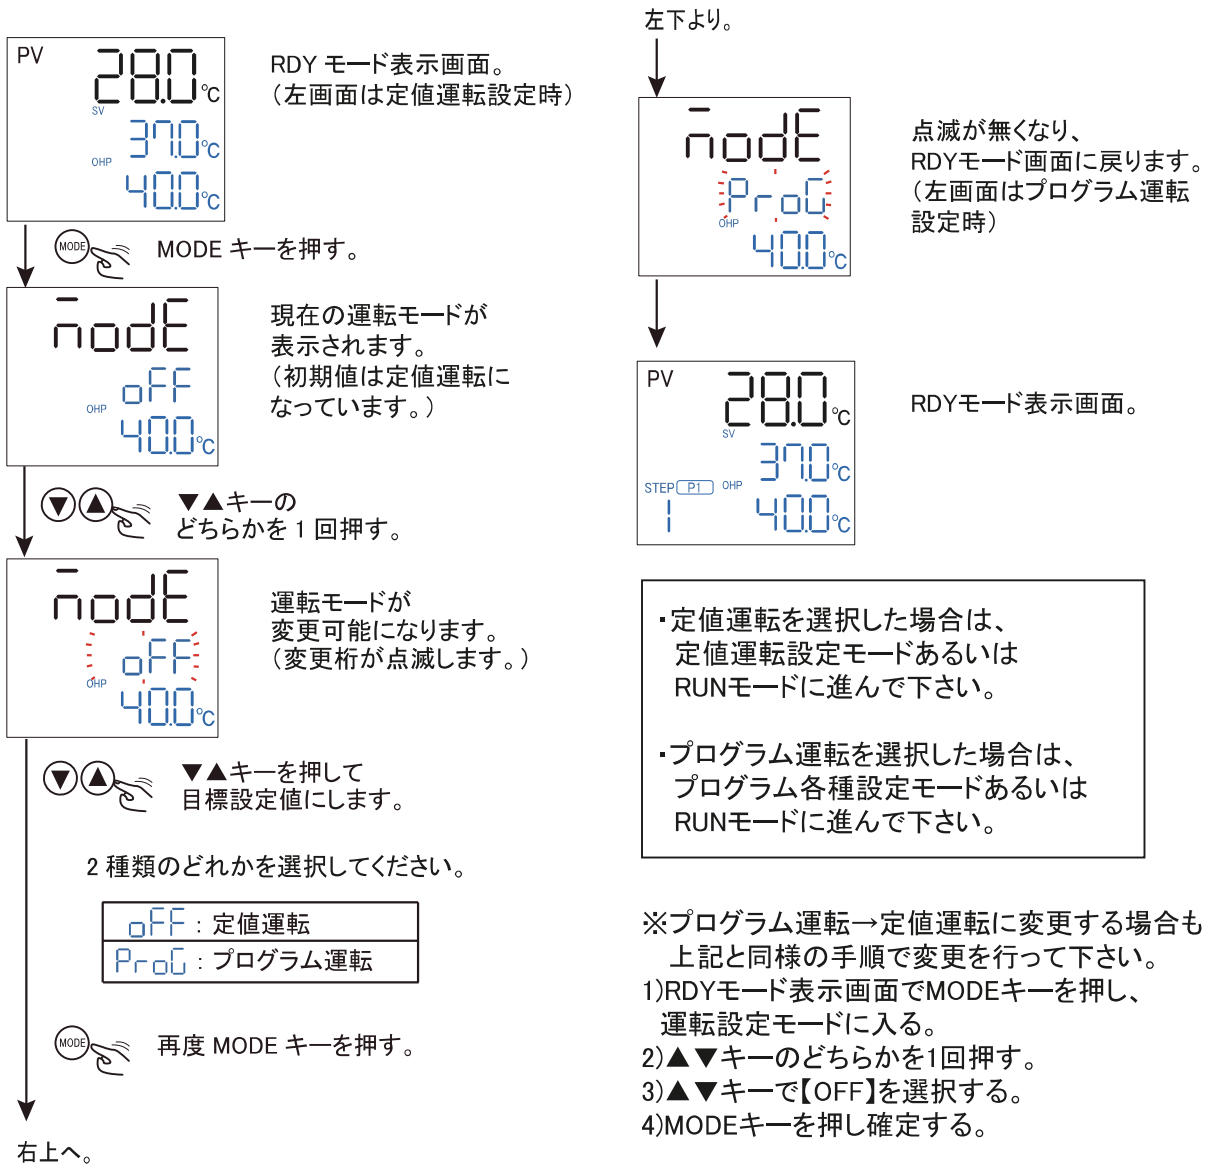 PV
28.0℃
SV
37.0℃
OHP
40.0℃
RDY モード表示画面。
（左画面は定値運転設定時）
MODE
MODE キーを押す。
modE
oFF
OHP
40.0℃
現在の運転モードが
表示されます。
（初期値は定値運転に
なっています。）
▼▲
▼▲キーの
どちらかを 1 回押す。
modE
oFF
OHP
40.0℃
運転モードが
変更可能になります。
（変更桁が点滅します。）
▼▲
▼▲キーを押して
目標設定値にします。
2 種類のどれかを選択してください。
oFF : 定値運転
ProG : プログラム運転
MODE
再度 MODE キーを押す。
右上へ。
左下より。
modE
ProG
OHP
40.0℃
点滅が無くなり、
RDYモード画面に戻ります。
（左画面はプログラム運転
設定時）
PV
28.0℃
SV
37.0℃
STEP P1 OHP
1 40.0℃
RDYモード表示画面。
・定値運転を選択した場合は、
定値運転設定モードあるいは
RUNモードに進んで下さい。
・プログラム運転を選択した場合は、
プログラム各種設定モードあるいは
RUNモードに進んで下さい。
※プログラム運転→定値運転に変更する場合も
上記と同様の手順で変更を行って下さい。
1)RDYモード表示画面でMODEキーを押し、
運転設定モードに入る。
2)▲▼キーのどちらかを1回押す。
3)▲▼キーで【OFF】を選択する。
4)MODEキーを押し確定する。